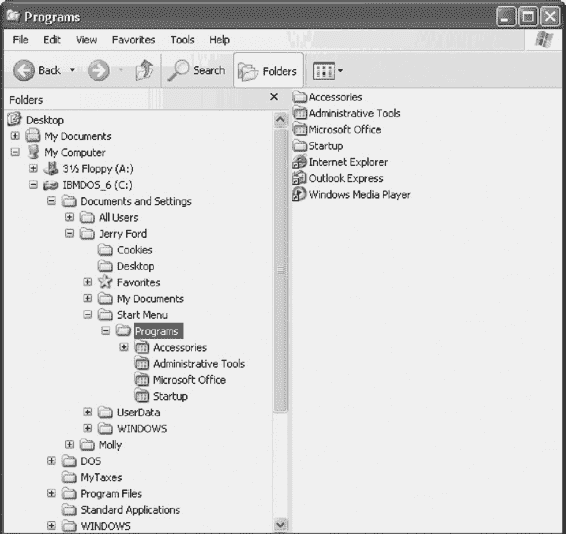 Programs
File Edit View Favorites Tools Help
Back Search Folders
Folders
Desktop
My Documents
My Computer
3½ Floppy (A:)
IBMDOS_6 (C:)
Documents and Settings
All Users
Jerry Ford
Cookies
Desktop
Favorites
My Documents
Start Menu
Programs
Accessories
Administrative Tools
Microsoft Office
Startup
UserData
WINDOWS
Molly
DOS
MyTaxes
Program Files
Standard Applications
WINDOWS
Accessories
Administrative Tools
Microsoft Office
Startup
Internet Explorer
Outlook Express
Windows Media Player